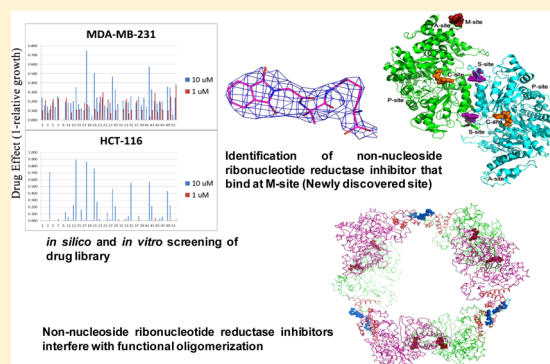 MDA-MB-231
Drug Effect (1-relative growth)
10 uM
1 uM
HCT-116
10 uM
1 uM
in silico and in vitro screening of
drug library
A-site
M-site
S-site
C-site
P-site
P-site
S-site
C-site
A-site
Identification of non-nucleoside
ribonucleotide reductase inhibitor that
bind at M-site (Newly discovered site)
Non-nucleoside ribonucleotide reductase inhibitors
interfere with functional oligomerization